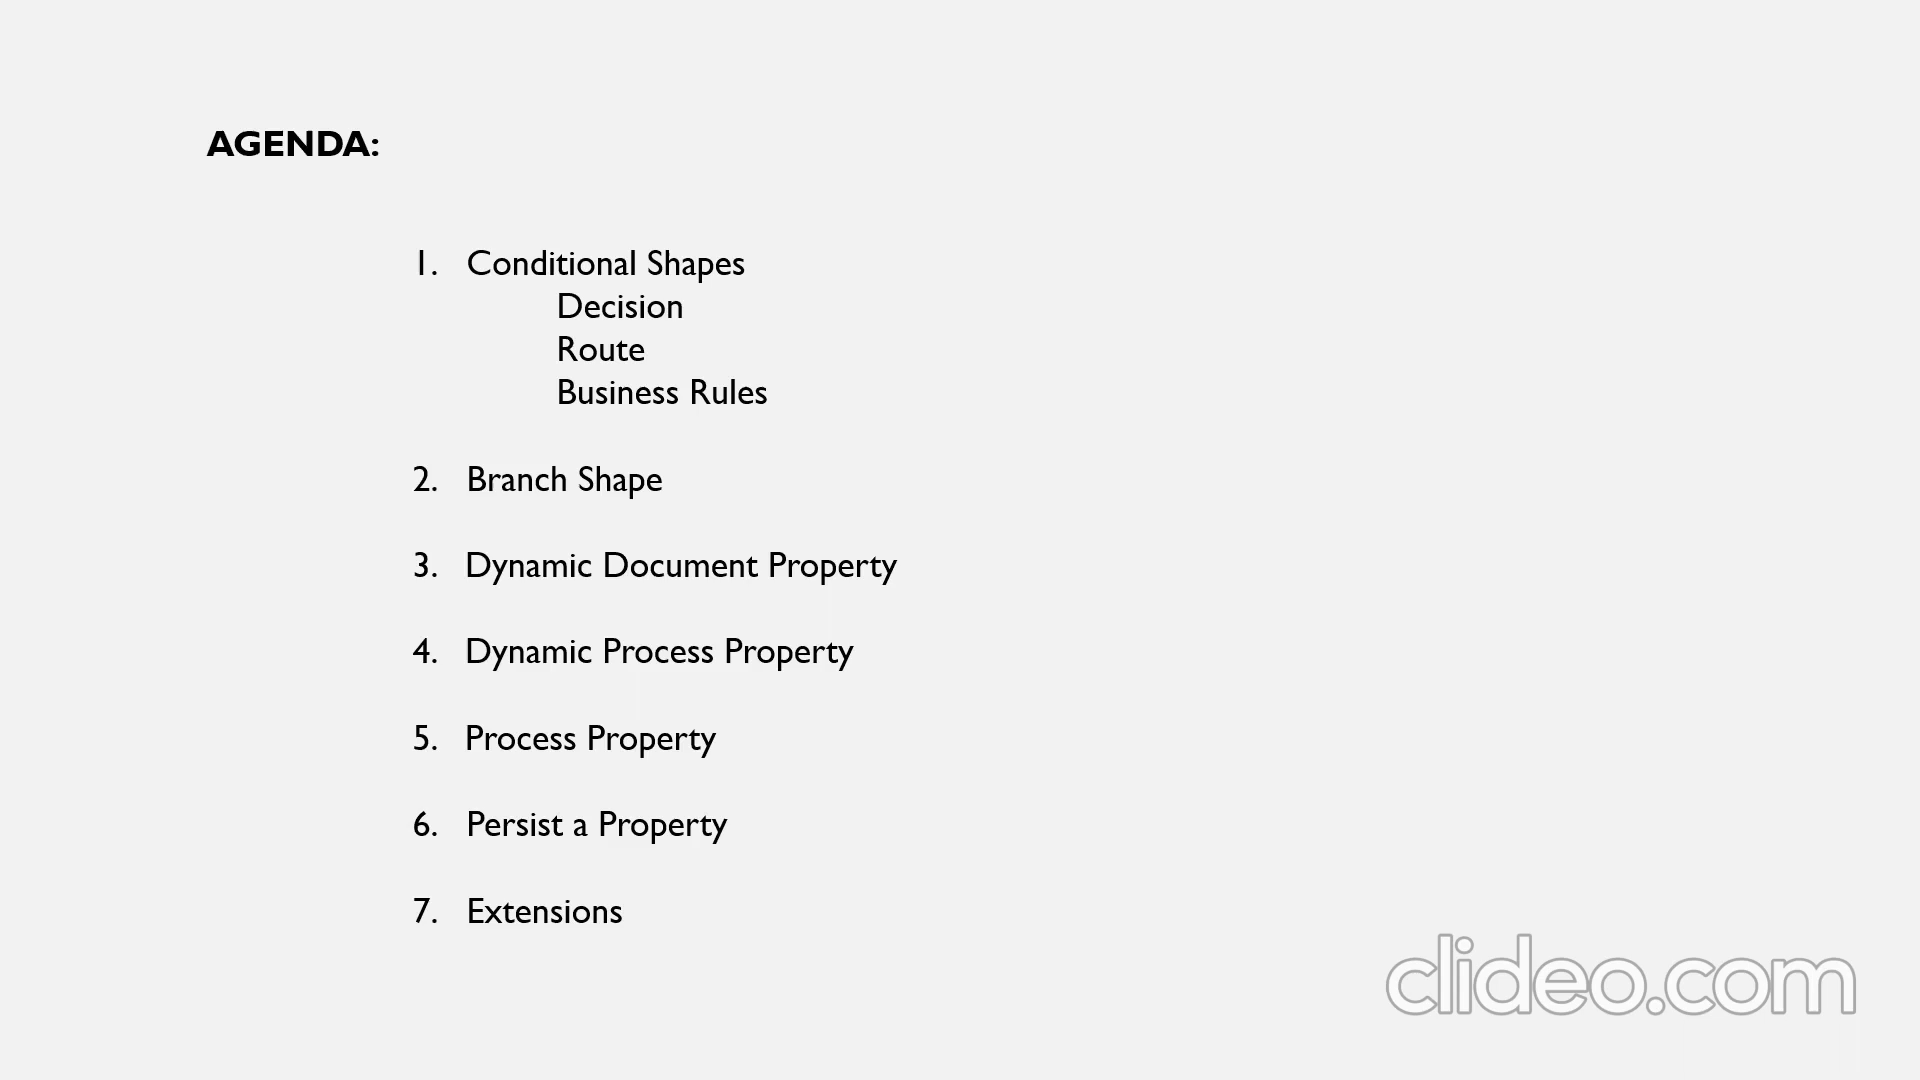 AGENDA:
1. Conditional Shapes
Decision
Route
Business Rules
2. Branch Shape
3. Dynamic Document Property
4. Dynamic Process Property
5. Process Property
6. Persist a Property
7. Extensions
clideo.com